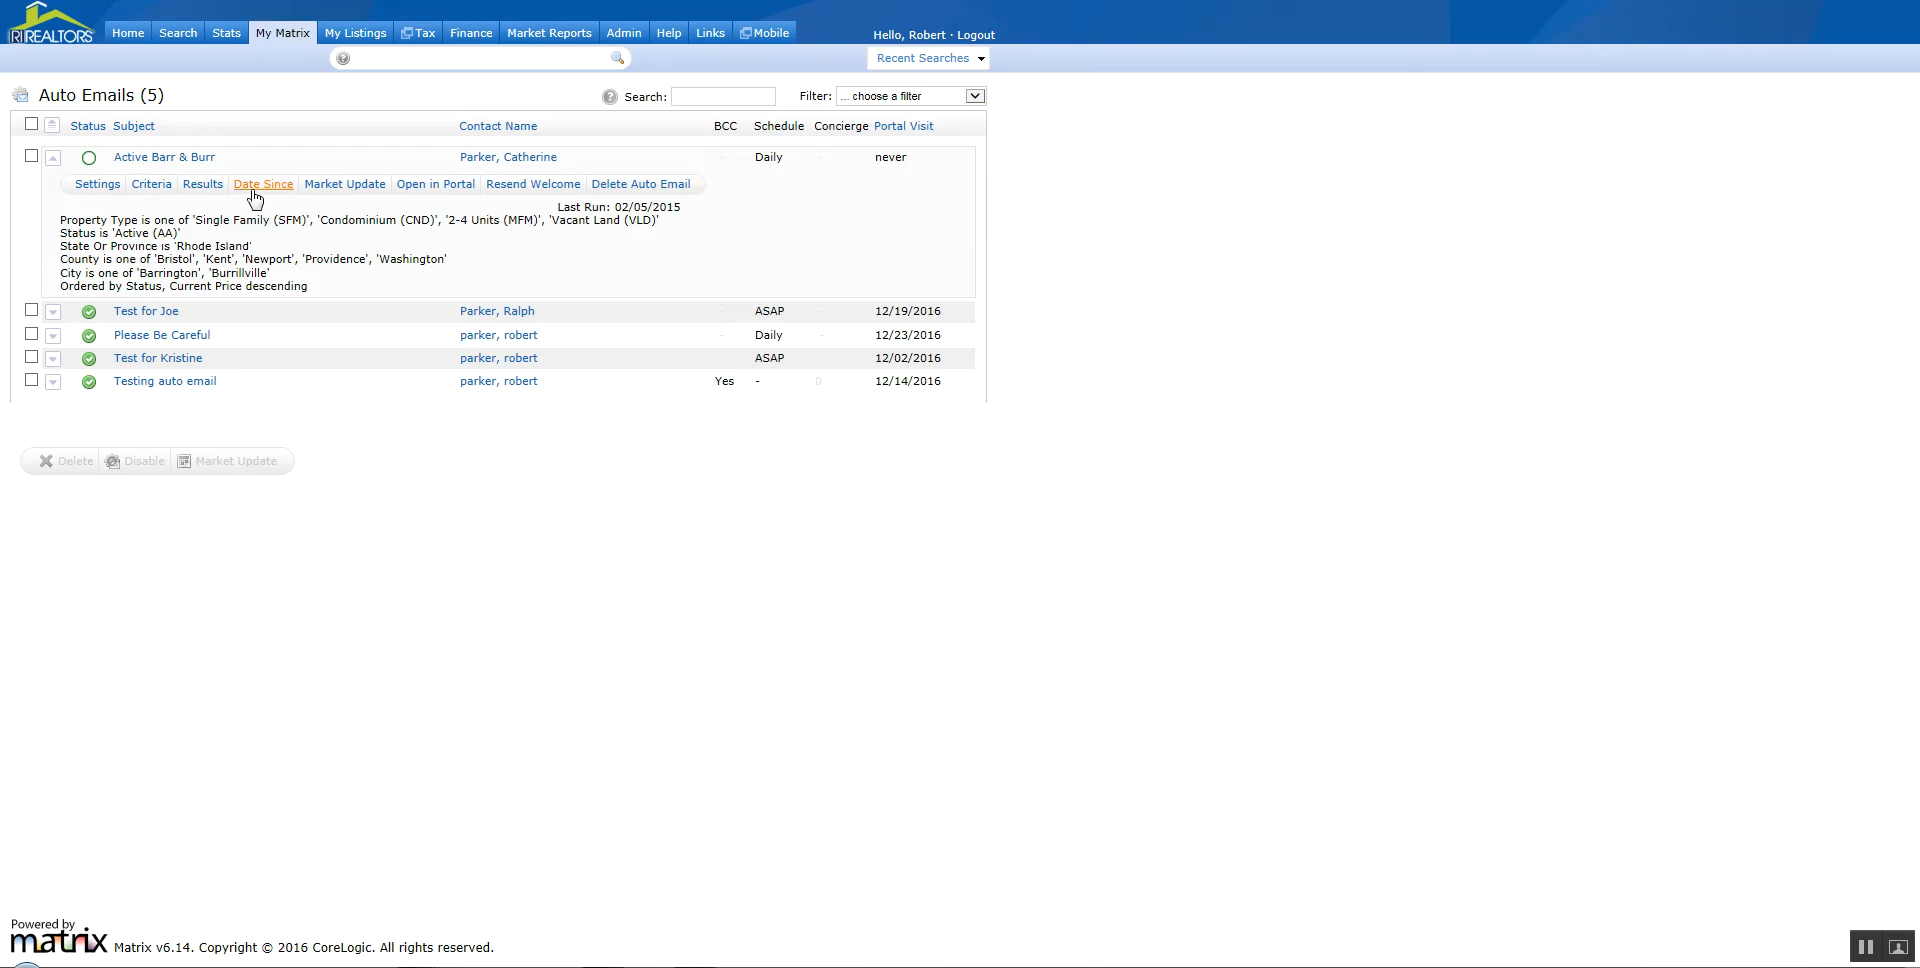 RIREALTORS
Home Search Stats My Matrix My Listings Tax Finance Market Reports Admin Help Links Mobile
Hello, Robert · Logout
Recent Searches
Auto Emails (5)
Search:
Filter: ... choose a filter
Status Subject Contact Name BCC Schedule Concierge Portal Visit
Active Barr & Burr Parker, Catherine - Daily - never
Settings Criteria Results Date Since Market Update Open in Portal Resend Welcome Delete Auto Email
Last Run: 02/05/2015
Property Type is one of 'Single Family (SFM)', 'Condominium (CND)', '2-4 Units (MFM)', 'Vacant Land (VLD)'
Status is 'Active (AA)'
State Or Province is 'Rhode Island'
County is one of 'Bristol', 'Kent', 'Newport', 'Providence', 'Washington'
City is one of 'Barrington', 'Burrillville'
Ordered by Status, Current Price descending
Test for Joe Parker, Ralph - ASAP - 12/19/2016
Please Be Careful parker, robert - Daily - 12/23/2016
Test for Kristine parker, robert ASAP 12/02/2016
Testing auto email parker, robert Yes - 0 12/14/2016
Delete Disable Market Update
Powered by
matrix Matrix v6.14. Copyright © 2016 CoreLogic. All rights reserved.